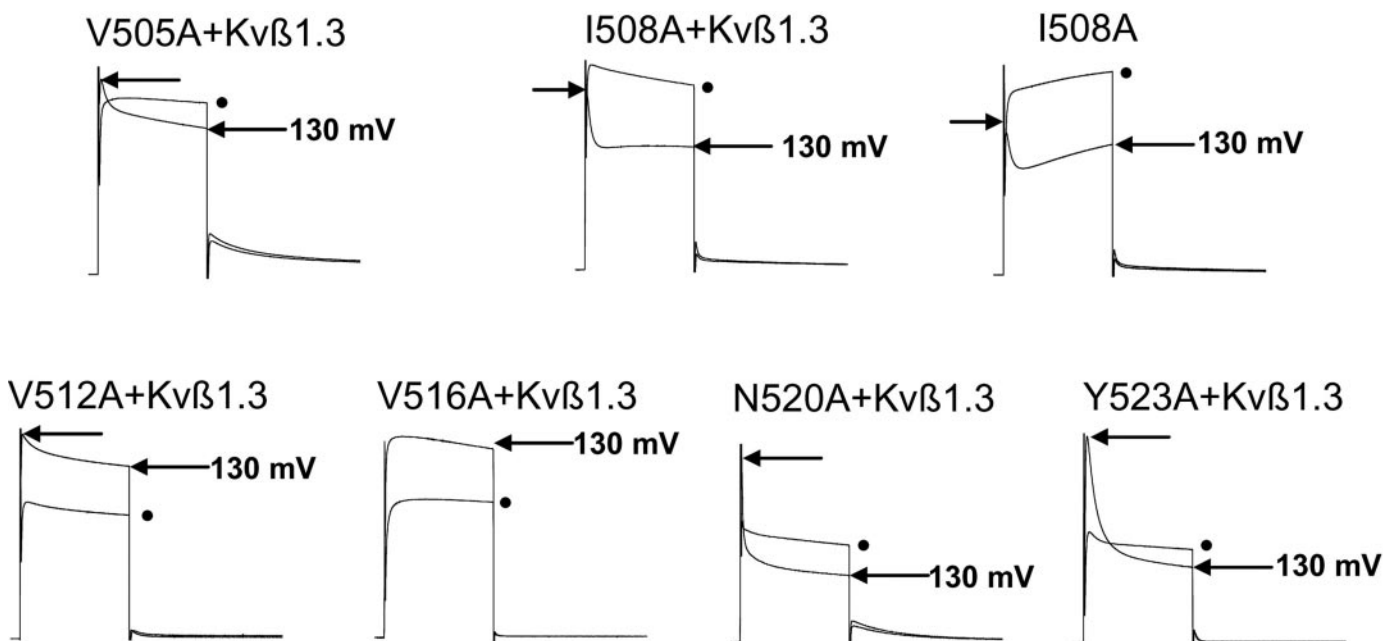 V505A+Kvß1.3
I508A+Kvß1.3
I508A
130 mV
130 mV
130 mV
V512A+Kvß1.3
V516A+Kvß1.3
N520A+Kvß1.3
Y523A+Kvß1.3
130 mV
130 mV
130 mV
130 mV